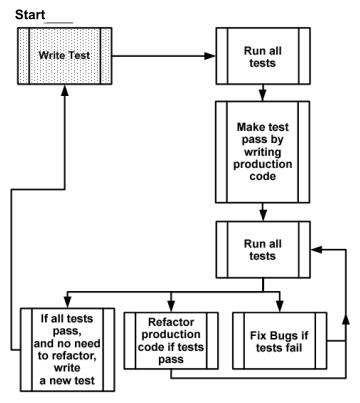 Start
Write Test
Run all
tests
Make test
pass by
writing
production
code
Run all
tests
If all tests
pass,
and no need
to refactor,
write
a new test
Refactor
production
code if tests
pass
Fix Bugs if
tests fail